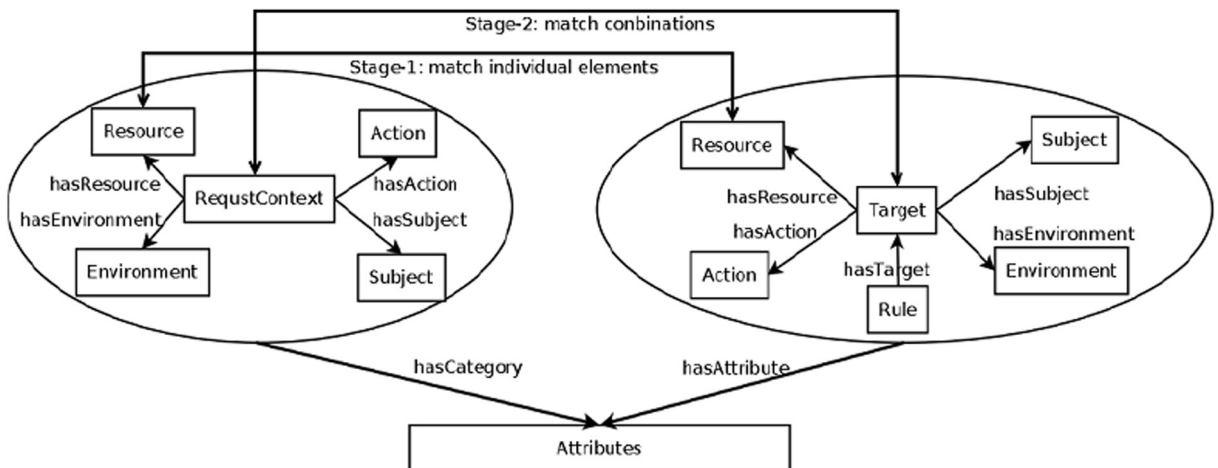 Stage-2: match conbinations
Stage-1: match individual elements
Resource
Action
hasResource
hasAction
RequstContext
hasEnvironment
hasSubject
Environment
Subject
Resource
Subject
hasResource
hasSubject
Target
hasAction
hasEnvironment
Action
hasTarget
Environment
Rule
hasCategory
hasAttribute
Attributes